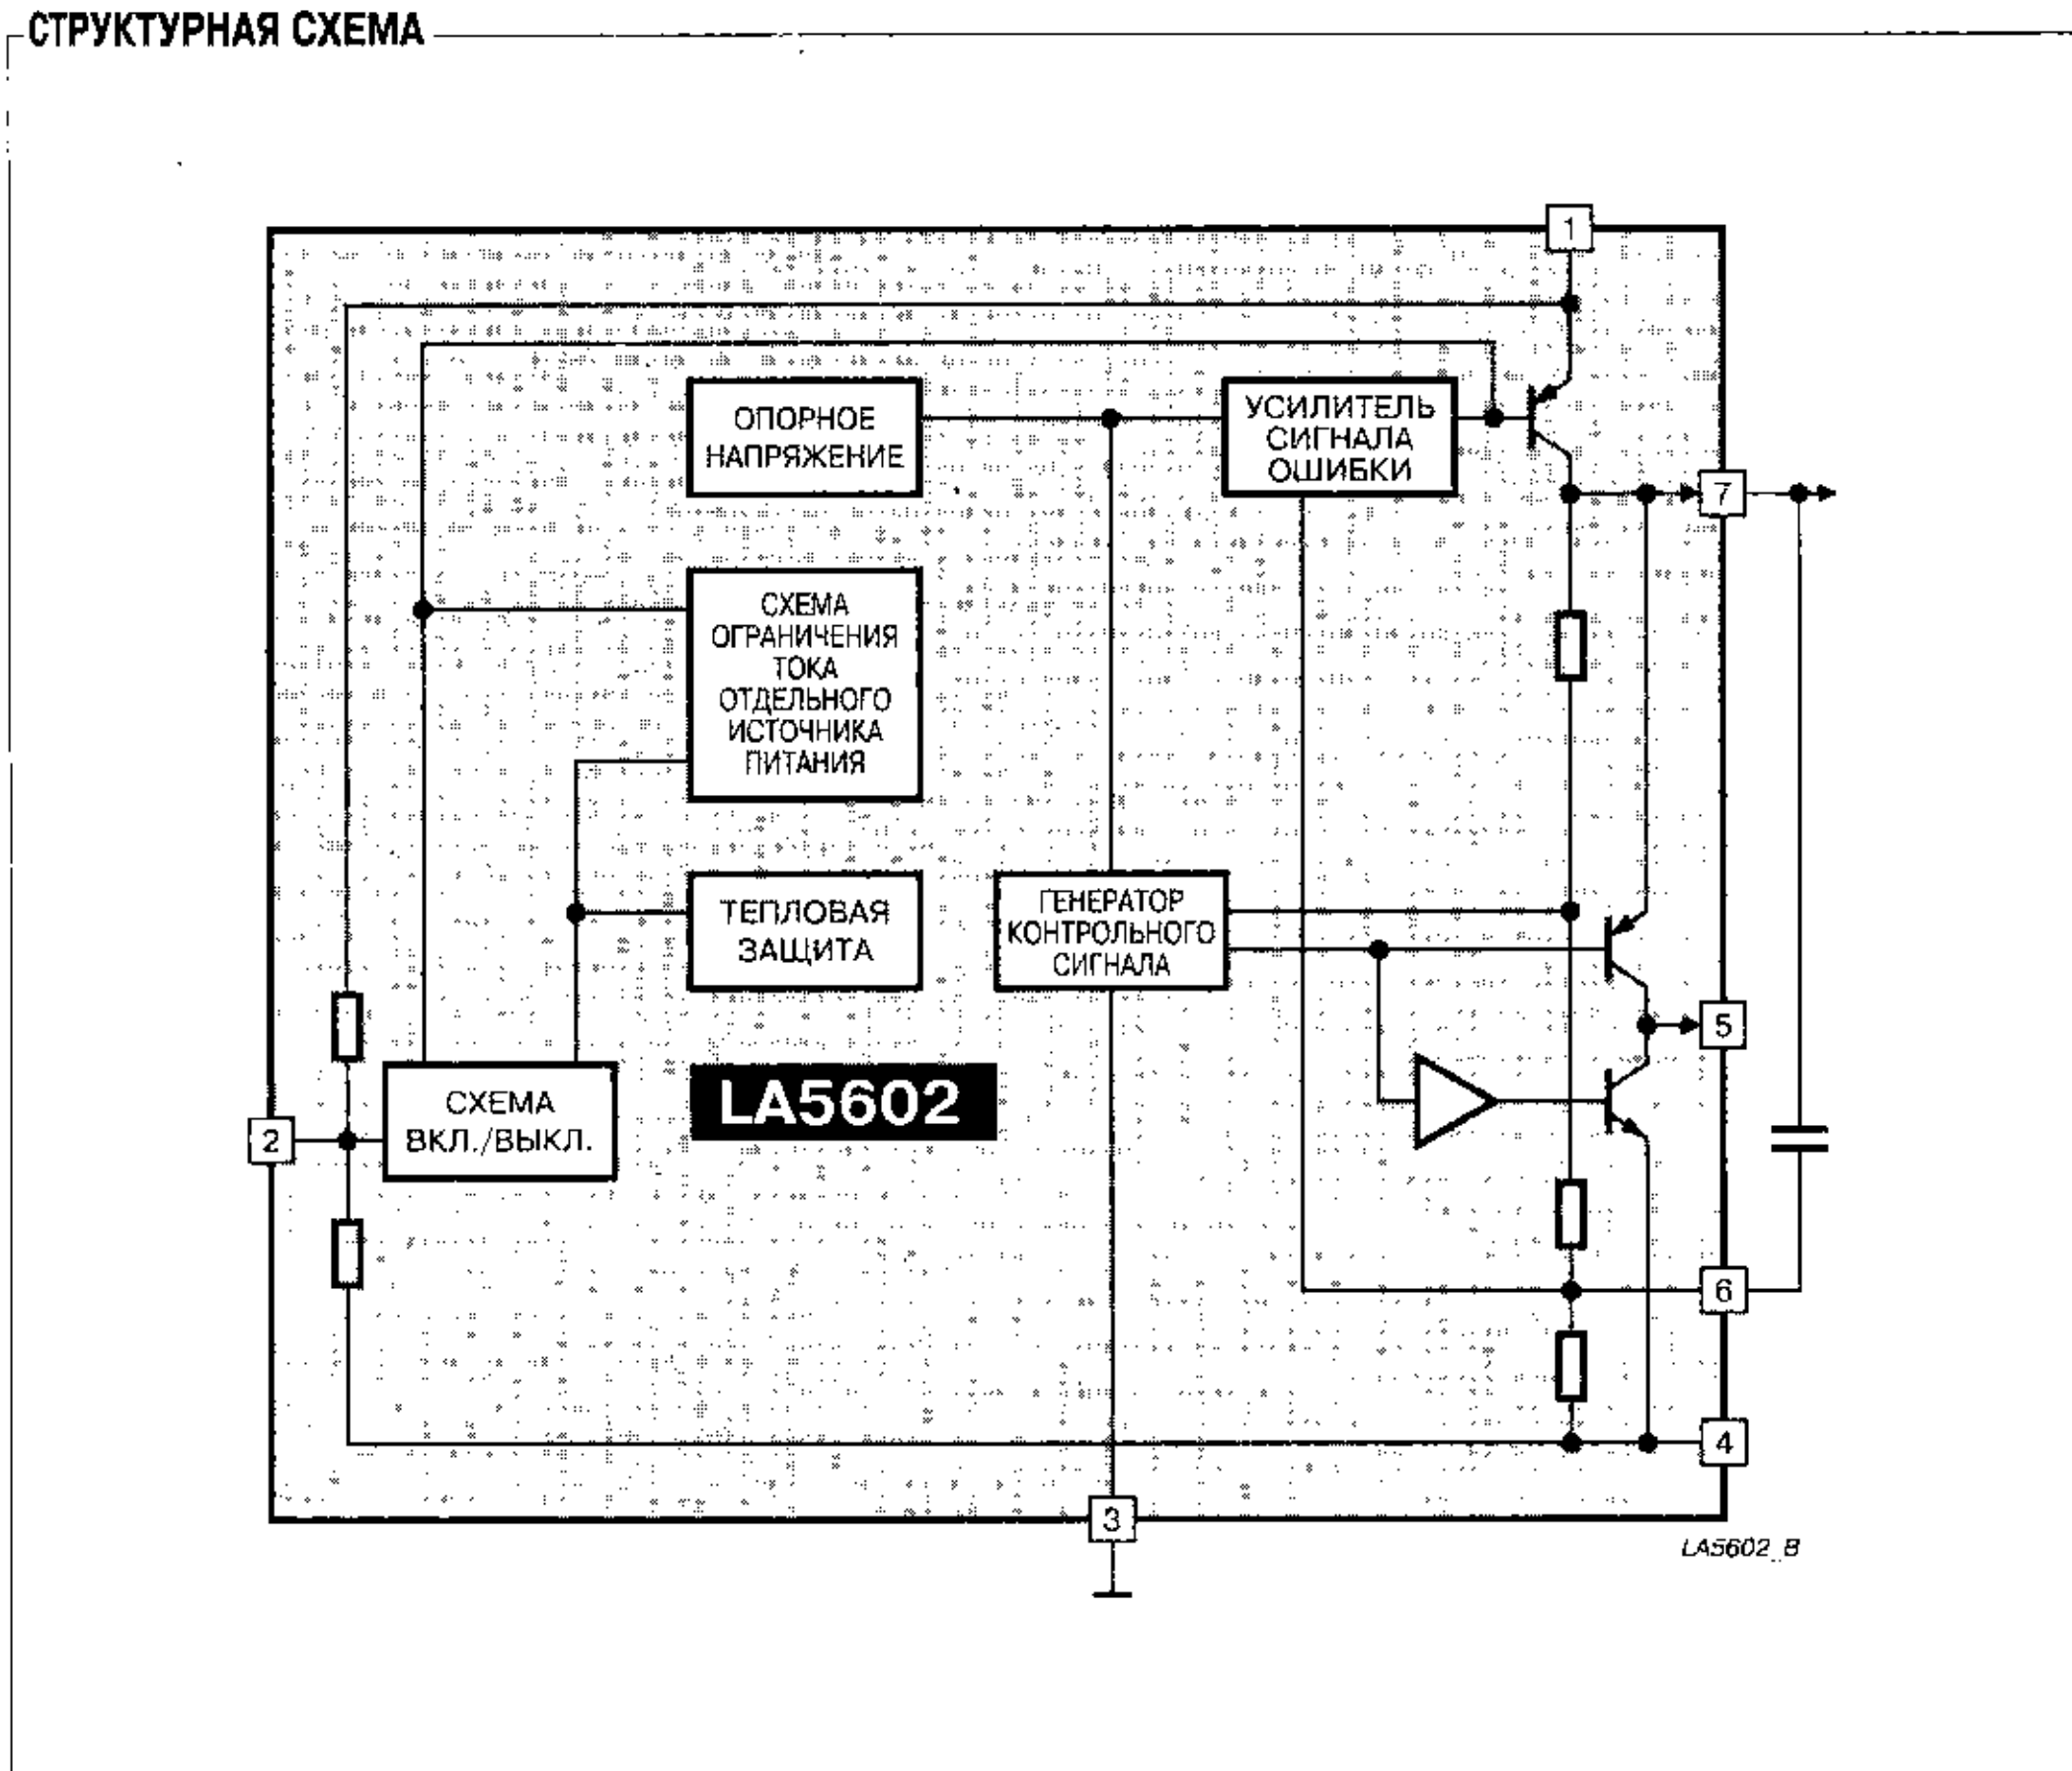 СТРУКТУРНАЯ СХЕМА
1
ОПОРНОЕ
НАПРЯЖЕНИЕ
УСИЛИТЕЛЬ
СИГНАЛА
ОШИБКИ
7
СХЕМА
ОГРАНИЧЕНИЯ
ТОКА
ОТДЕЛЬНОГО
ИСТОЧНИКА
ПИТАНИЯ
ТЕПЛОВАЯ
ЗАЩИТА
ГЕНЕРАТОР
КОНТРОЛЬНОГО
СИГНАЛА
5
2
СХЕМА
ВКЛ./ВЫКЛ.
LA5602
6
4
3
LA5602_B